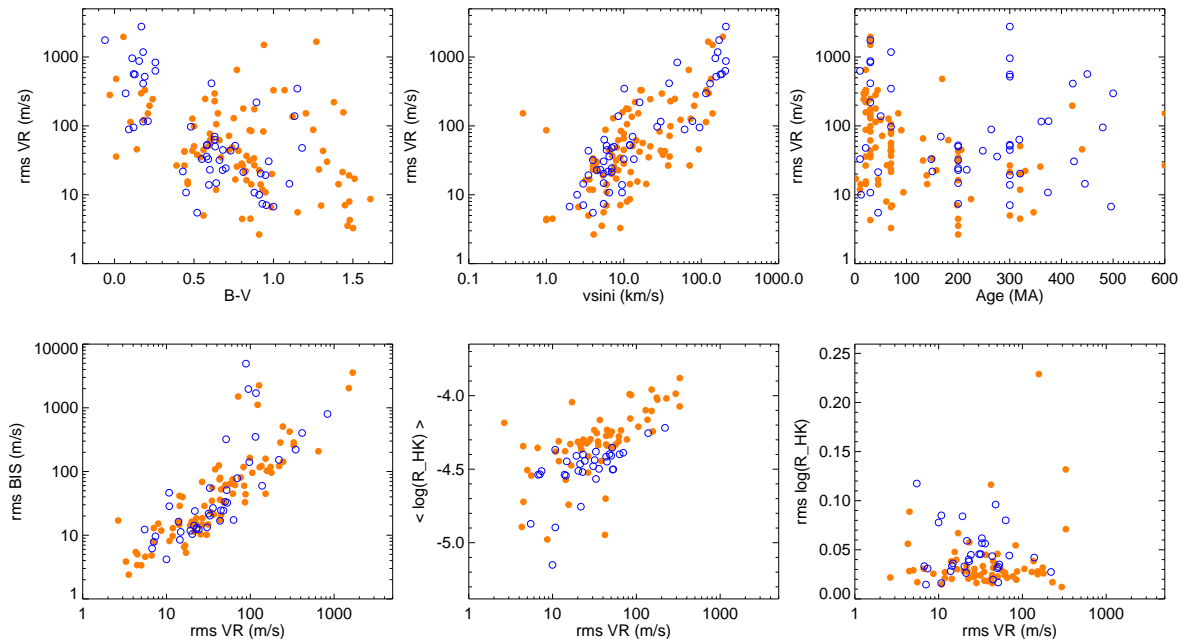 rms VR (m/s)
1000
100
10
1
0.0 0.5 1.0 1.5
B-V
rms VR (m/s)
1000
100
10
1
0.1 1.0 10.0 100.0 1000.0
vsini (km/s)
rms VR (m/s)
1000
100
10
1
0 100 200 300 400 500 600
Age (MA)
rms BIS (m/s)
10000
1000
100
10
1
1 10 100 1000
rms VR (m/s)
< log(R_HK) >
-4.0
-4.5
-5.0
1 10 100 1000
rms VR (m/s)
rms log(R_HK)
0.25
0.20
0.15
0.10
0.05
0.00
1 10 100 1000
rms VR (m/s)